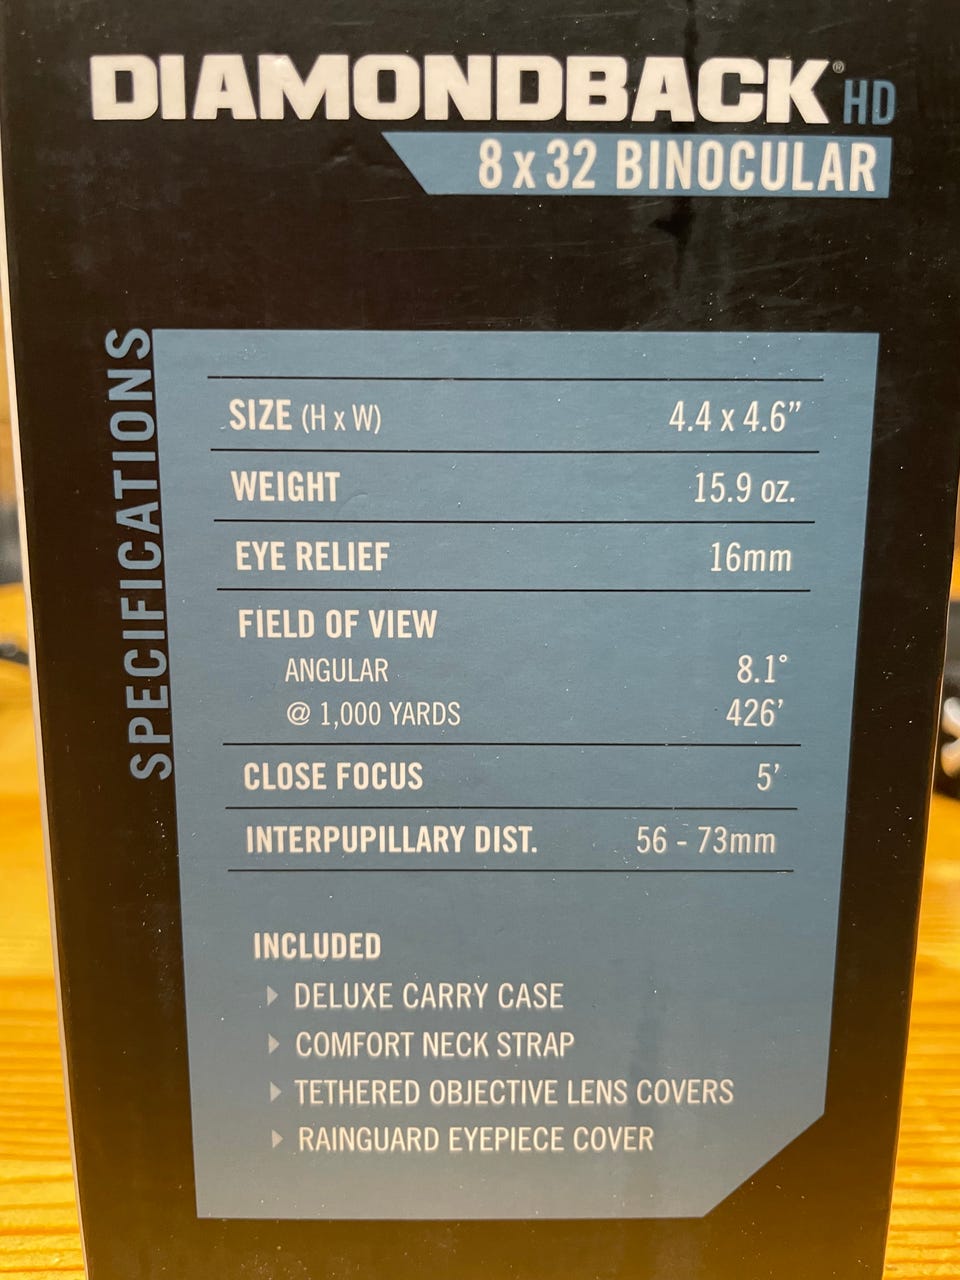 DIAMONDBACK® HD
8 x 32 BINOCULAR
SPECIFICATIONS
SIZE (H x W) 4.4 x 4.6”
WEIGHT 15.9 oz.
EYE RELIEF 16mm
FIELD OF VIEW
ANGULAR 8.1°
@ 1,000 YARDS 426’
CLOSE FOCUS 5’
INTERPUPILLARY DIST. 56 - 73mm
INCLUDED
DELUXE CARRY CASE
COMFORT NECK STRAP
TETHERED OBJECTIVE LENS COVERS
RAINGUARD EYEPIECE COVER